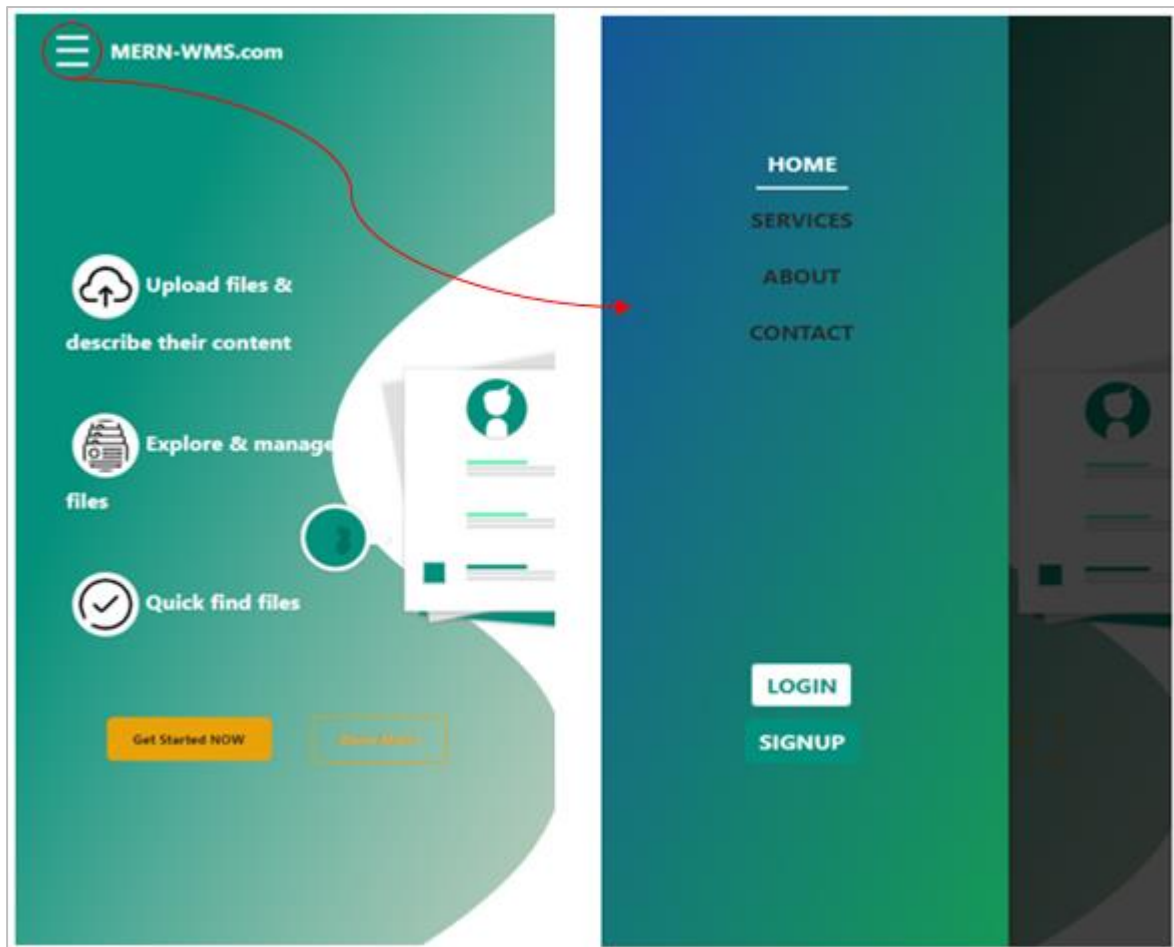 MERN-WMS.com
Upload files &
describe their content
Explore & manage
files
Quick find files
Get Started NOW
HOME
SERVICES
ABOUT
CONTACT
LOGIN
SIGNUP